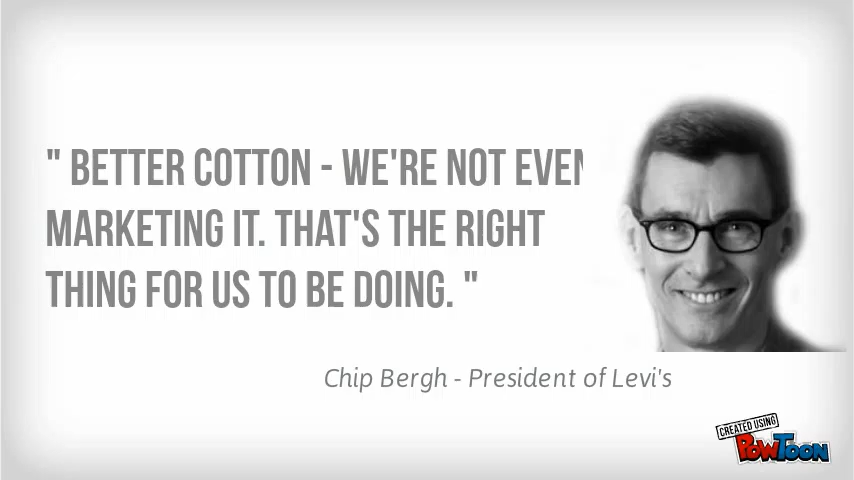 " BETTER COTTON - WE'RE NOT EVEN
MARKETING IT. THAT'S THE RIGHT
THING FOR US TO BE DOING. "
Chip Bergh - President of Levi's
CREATED USING
PowToon